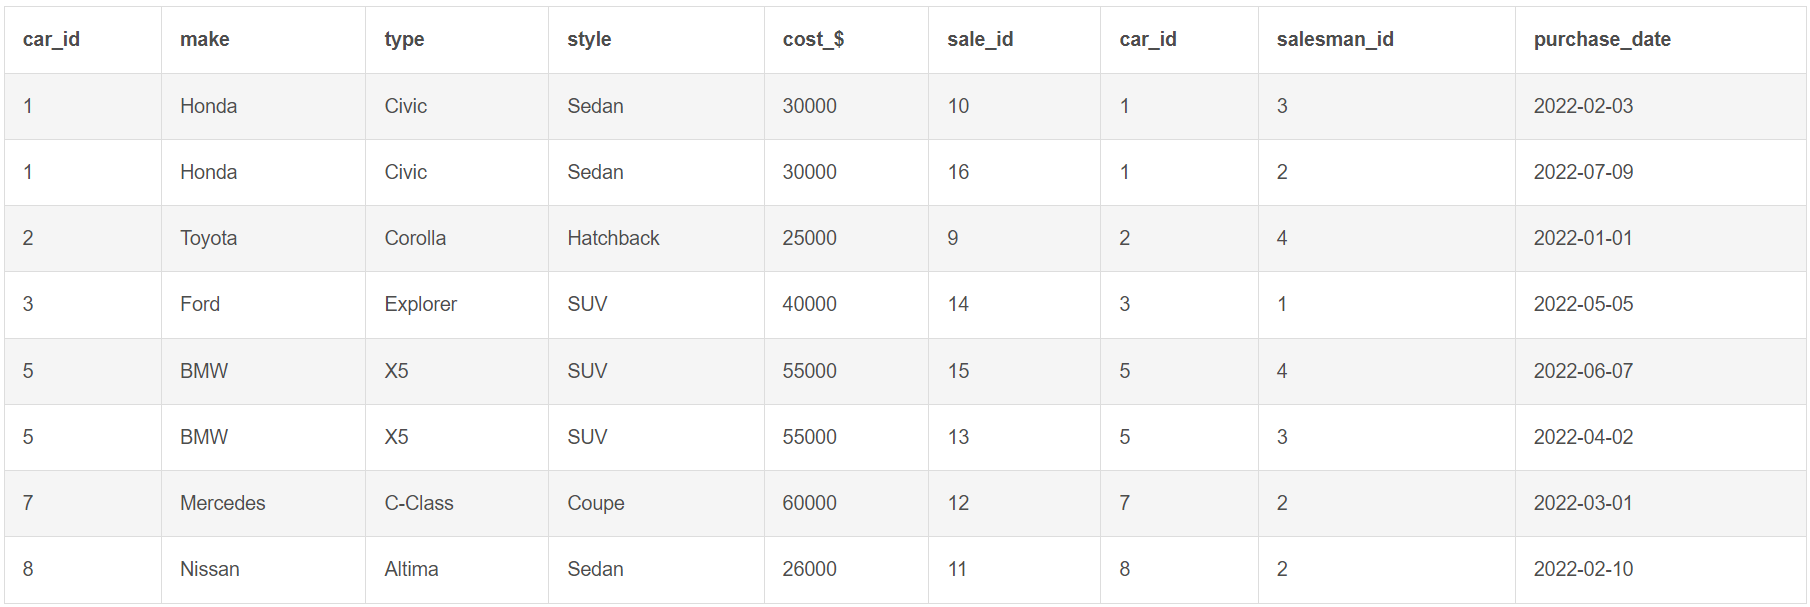 car_id make type style cost_$ sale_id car_id salesman_id purchase_date
1 Honda Civic Sedan 30000 10 1 3 2022-02-03
1 Honda Civic Sedan 30000 16 1 2 2022-07-09
2 Toyota Corolla Hatchback 25000 9 2 4 2022-01-01
3 Ford Explorer SUV 40000 14 3 1 2022-05-05
5 BMW X5 SUV 55000 15 5 4 2022-06-07
5 BMW X5 SUV 55000 13 5 3 2022-04-02
7 Mercedes C-Class Coupe 60000 12 7 2 2022-03-01
8 Nissan Altima Sedan 26000 11 8 2 2022-02-10